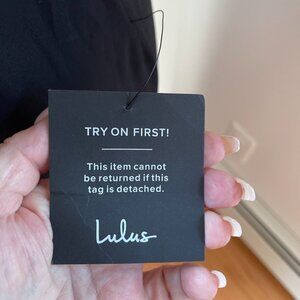 TRY ON FIRST!
This item cannot
be returned if this
tag is detached.
Lulus